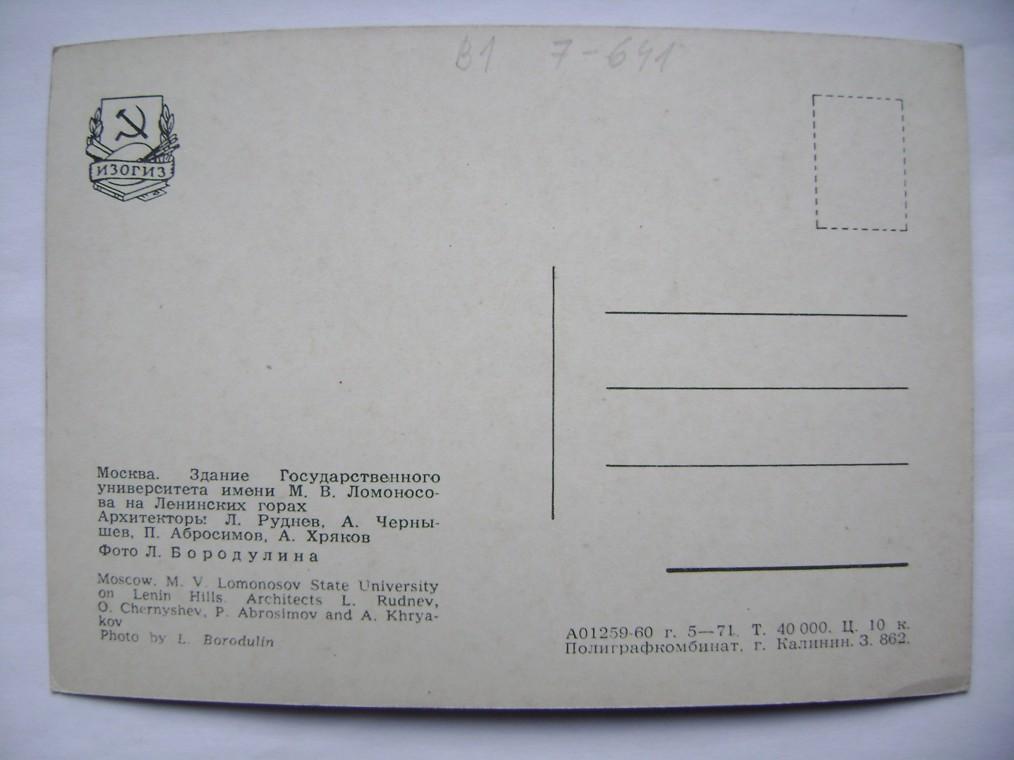 В1 7-641
ИЗОГИЗ
Москва. Здание Государственного
университета имени М. В. Ломоносо-
ва на Ленинских горах
Архитекторы Л. Руднев, А. Черны-
шев, П. Абросимов, А. Хряков
Фото Л. Бородулина
Moscow. M. V. Lomonosov State University
on Lenin Hills. Architects L. Rudnev,
O. Chernyshev, P. Abrosimov and A. Khrya-
kov
Photo by L. Borodulin
А01259-60 г. 5—71. Т. 40 000. Ц. 10 к.
Полиграфкомбинат, г. Калинин. З. 862.